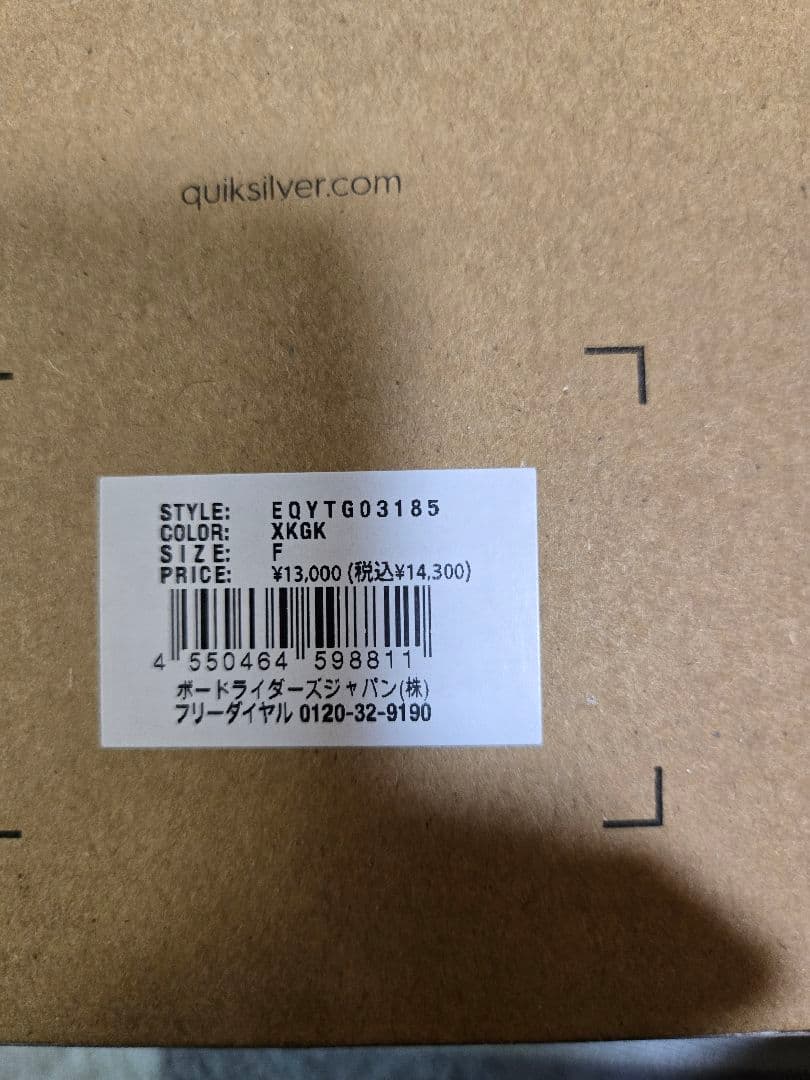 quiksilver.com
STYLE: EQYTG03185
COLOR: XKGK
SIZE: F
PRICE: ¥13,000 (税込¥14,300)
4 550464 598811
ボードライダーズジャパン(株)
フリーダイヤル 0120-32-9190